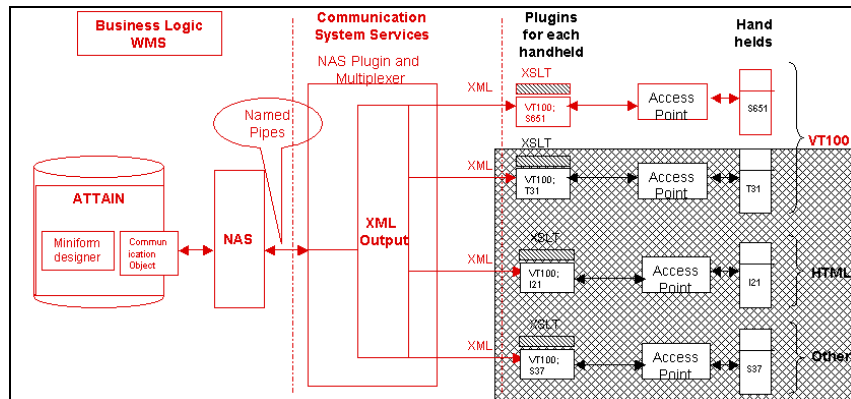 Business Logic
WMS
Communication
System Services
Plugins
for each
handheld
Hand
helds
NAS Plugin and
Multiplexer
XSLT
XML
VT100;
S651
Access
Point
S651
VT100
Named
Pipes
XSLT
XML
VT100;
T31
Access
Point
T31
ATTAIN
Miniform
designer
Commun
ication
Object
NAS
XML
Output
XSLT
XML
VT100;
I21
Access
Point
I21
HTML
XSLT
XML
VT100;
S37
Access
Point
S37
Other